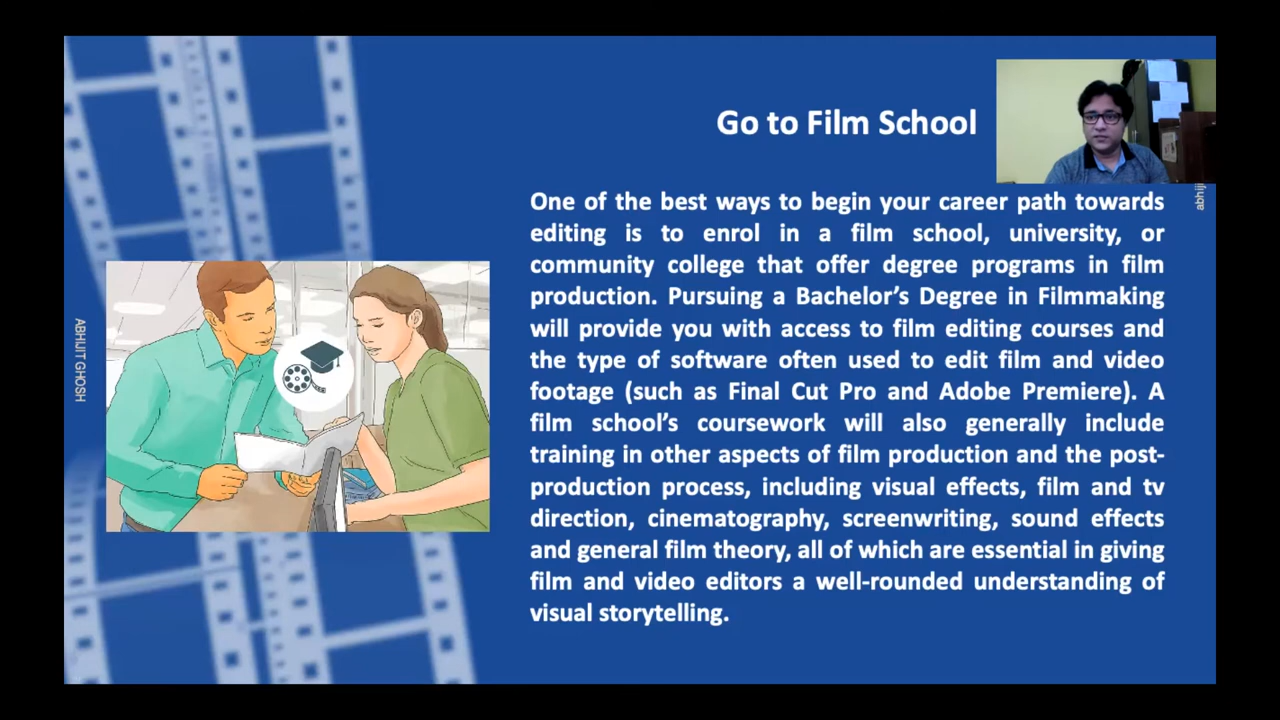 Go to Film School
One of the best ways to begin your career path towards
editing is to enrol in a film school, university, or
community college that offer degree programs in film
production. Pursuing a Bachelor’s Degree in Filmmaking
will provide you with access to film editing courses and
the type of software often used to edit film and video
footage (such as Final Cut Pro and Adobe Premiere). A
film school’s coursework will also generally include
training in other aspects of film production and the post-
production process, including visual effects, film and tv
direction, cinematography, screenwriting, sound effects
and general film theory, all of which are essential in giving
film and video editors a well-rounded understanding of
visual storytelling.
ABHIJIT GHOSH